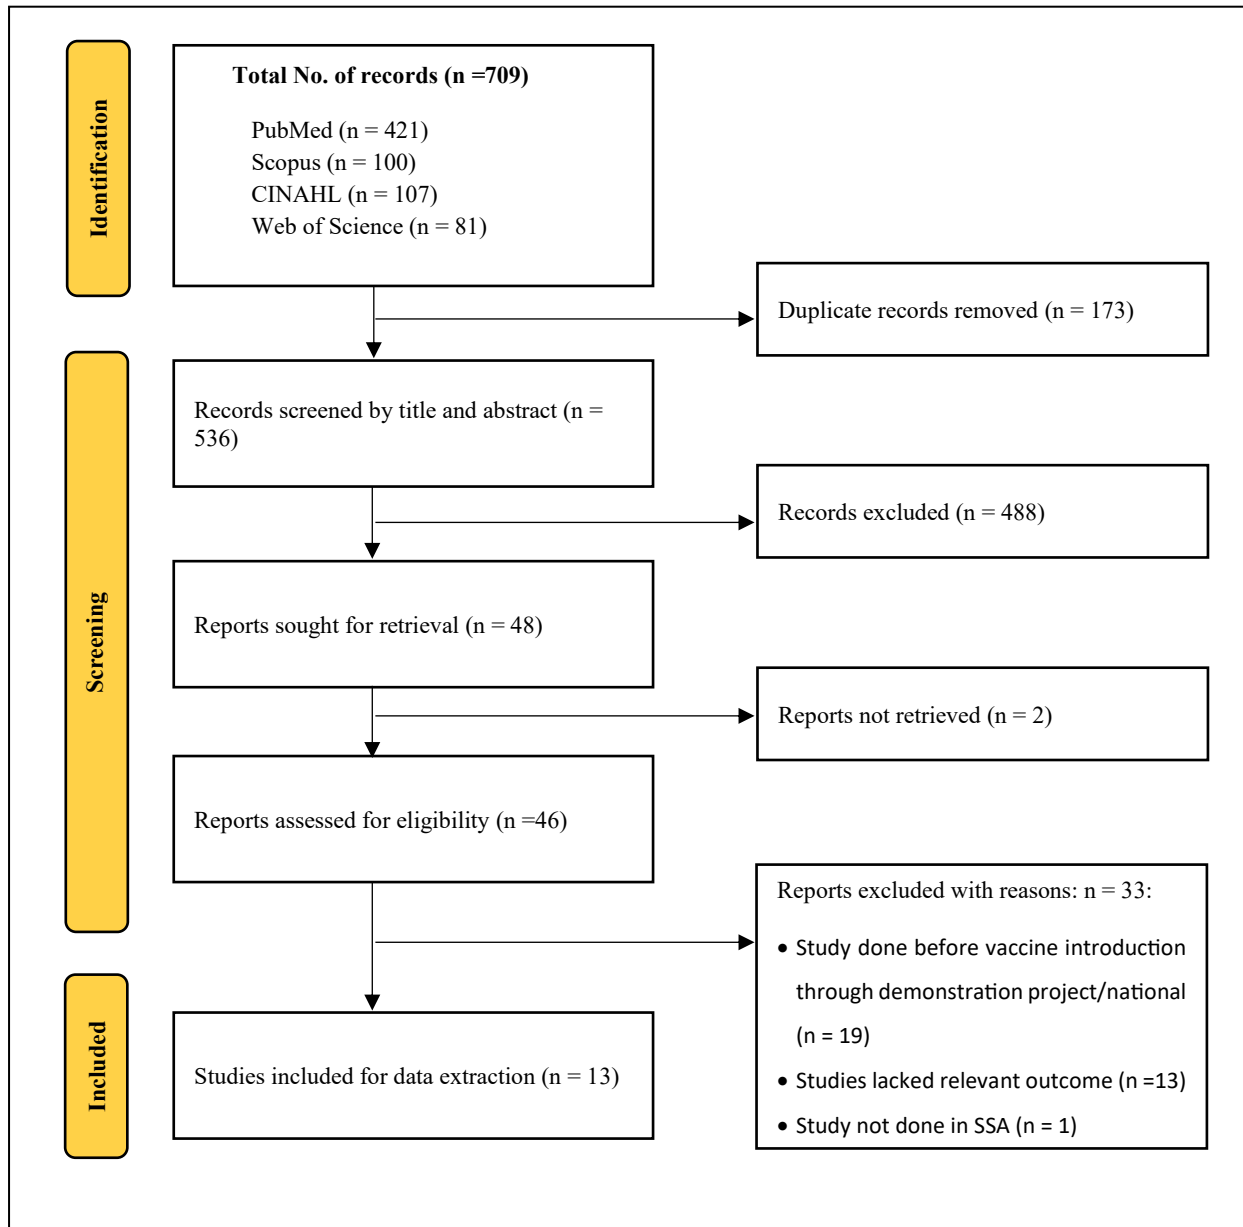 Identification
Total No. of records (n =709)
PubMed (n = 421)
Scopus (n = 100)
CINAHL (n = 107)
Web of Science (n = 81)
Duplicate records removed (n = 173)
Screening
Records screened by title and abstract (n =
536)
Records excluded (n = 488)
Reports sought for retrieval (n = 48)
Reports not retrieved (n = 2)
Reports assessed for eligibility (n =46)
Reports excluded with reasons: n = 33:
• Study done before vaccine introduction
through demonstration project/national
(n = 19)
• Studies lacked relevant outcome (n =13)
• Study not done in SSA (n = 1)
Included
Studies included for data extraction (n = 13)